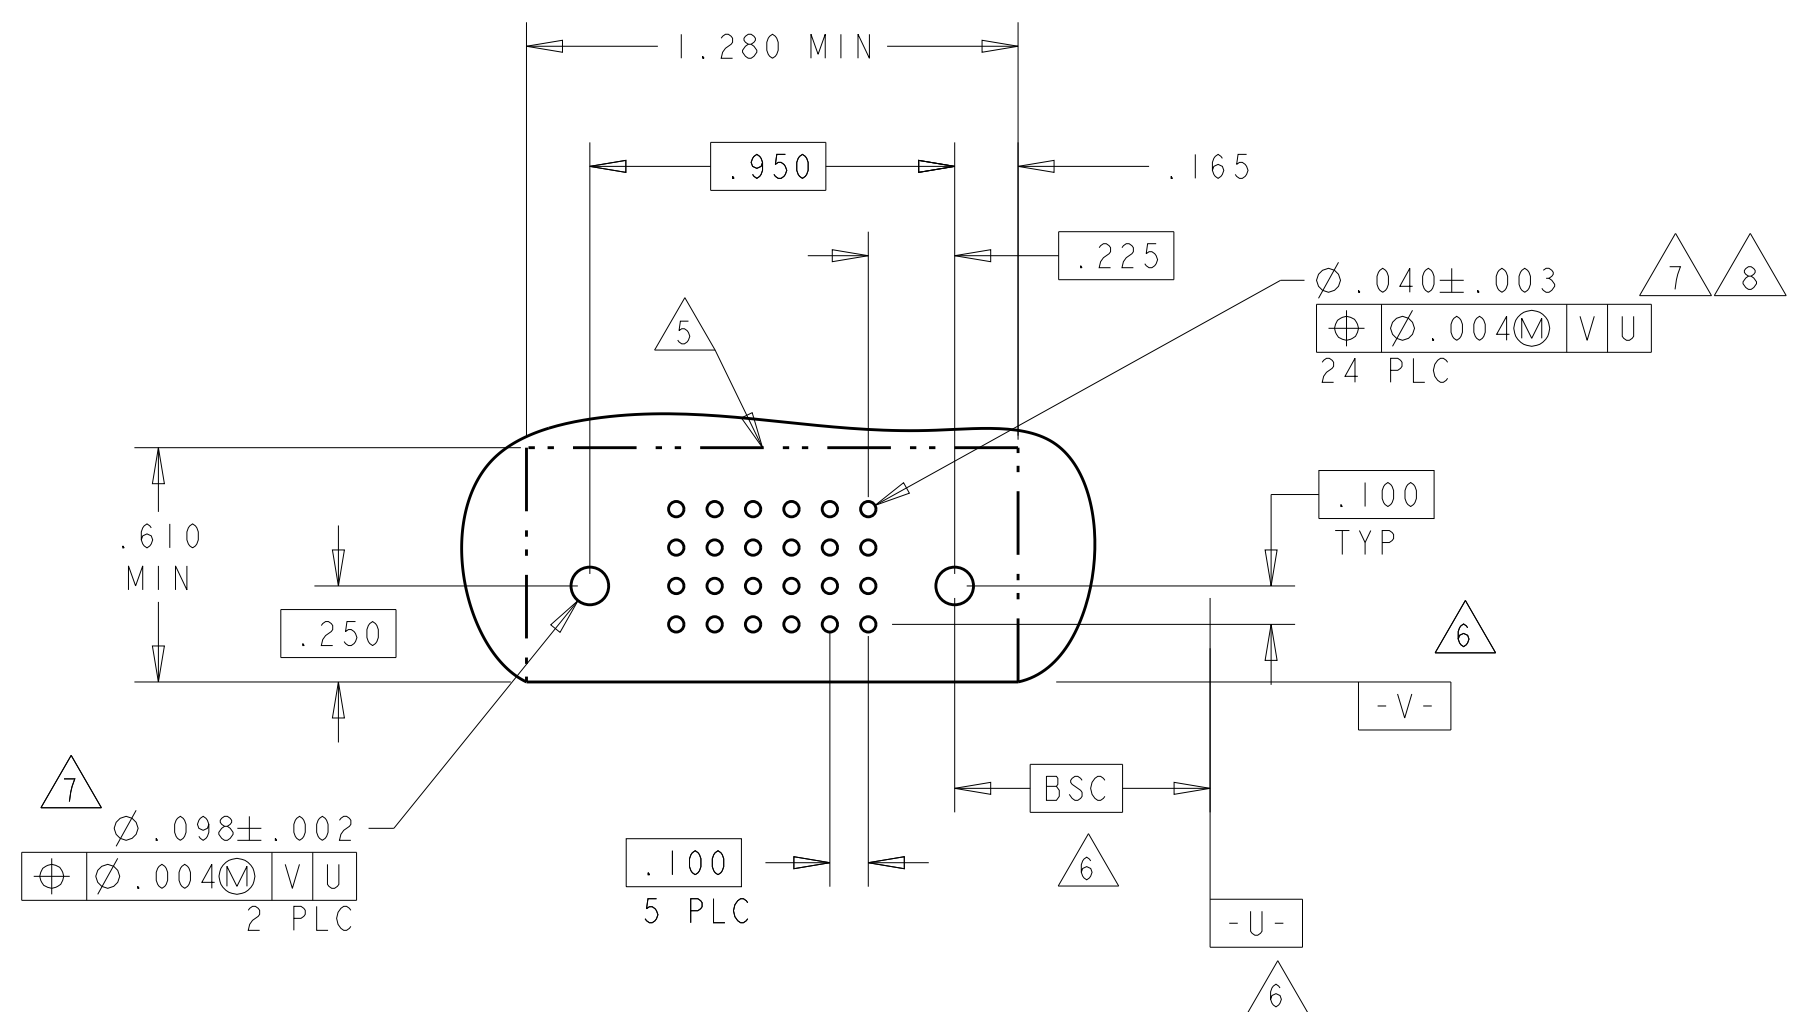 1.280 MIN
.950
.165
.225
5
⌀.040±.003
7
8
⌖ ⌀.004Ⓜ V U
24 PLC
.100
TYP
.610
MIN
.250
6
-V-
7
⌀.098±.002
⌖ ⌀.004Ⓜ V U
2 PLC
BSC
6
.100
5 PLC
-U-
6